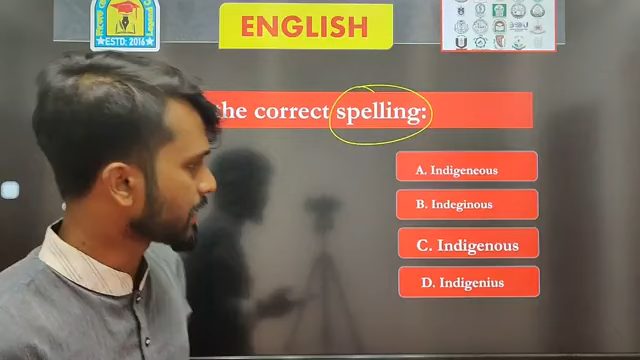 ENGLISH
ESTD: 2016
the correct spelling:
A. Indigeneous
B. Indeginous
C. Indigenous
D. Indigenius